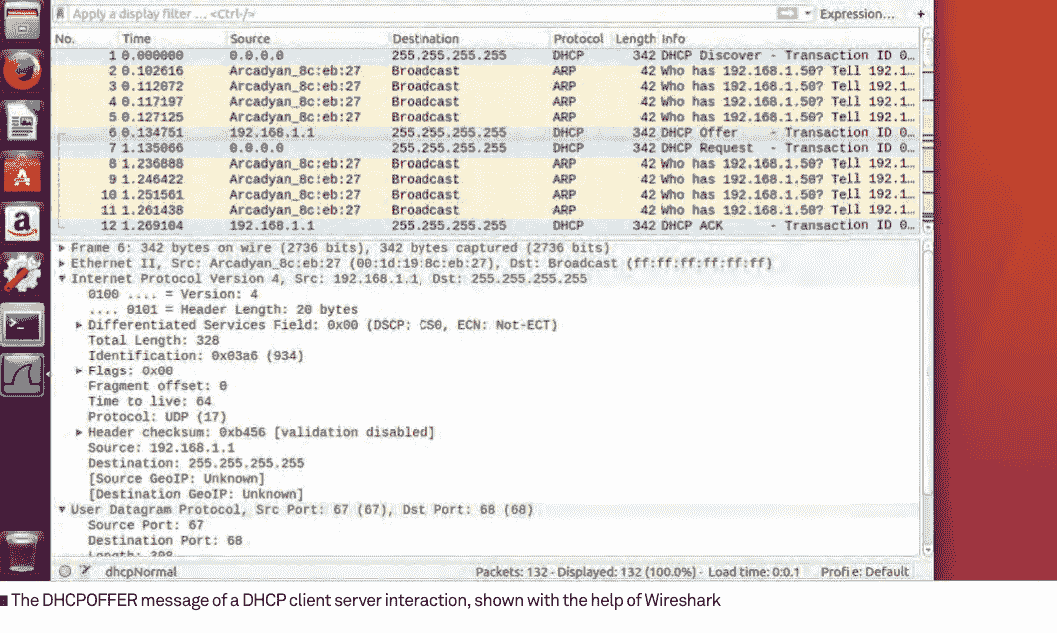 Apply a display filter ... <Ctrl-/> Expression... +
No. Time Source Destination Protocol Length Info
1 0.000000 0.0.0.0 255.255.255.255 DHCP 342 DHCP Discover - Transaction ID 0…
2 0.102616 Arcadyan_8c:eb:27 Broadcast ARP 42 Who has 192.168.1.50? Tell 192.1…
3 0.112072 Arcadyan_8c:eb:27 Broadcast ARP 42 Who has 192.168.1.50? Tell 192.1…
4 0.117197 Arcadyan_8c:eb:27 Broadcast ARP 42 Who has 192.168.1.50? Tell 192.1…
5 0.127125 Arcadyan_8c:eb:27 Broadcast ARP 42 Who has 192.168.1.50? Tell 192.1…
6 0.134751 192.168.1.1 255.255.255.255 DHCP 342 DHCP Offer - Transaction ID 0…
7 1.135066 0.0.0.0 255.255.255.255 DHCP 342 DHCP Request - Transaction ID 0…
8 1.236888 Arcadyan_8c:eb:27 Broadcast ARP 42 Who has 192.168.1.50? Tell 192.1…
9 1.246422 Arcadyan_8c:eb:27 Broadcast ARP 42 Who has 192.168.1.50? Tell 192.1…
10 1.251561 Arcadyan_8c:eb:27 Broadcast ARP 42 Who has 192.168.1.50? Tell 192.1…
11 1.261438 Arcadyan_8c:eb:27 Broadcast ARP 42 Who has 192.168.1.50? Tell 192.1…
12 1.269104 192.168.1.1 255.255.255.255 DHCP 342 DHCP ACK - Transaction ID 0…
Frame 6: 342 bytes on wire (2736 bits), 342 bytes captured (2736 bits)
Ethernet II, Src: Arcadyan_8c:eb:27 (00:1d:19:8c:eb:27), Dst: Broadcast (ff:ff:ff:ff:ff:ff)
Internet Protocol Version 4, Src: 192.168.1.1, Dst: 255.255.255.255
0100 .... = Version: 4
.... 0101 = Header Length: 20 bytes
Differentiated Services Field: 0x00 (DSCP: CS0, ECN: Not-ECT)
Total Length: 328
Identification: 0x03a6 (934)
Flags: 0x00
Fragment offset: 0
Time to live: 64
Protocol: UDP (17)
Header checksum: 0xb456 [validation disabled]
Source: 192.168.1.1
Destination: 255.255.255.255
[Source GeoIP: Unknown]
[Destination GeoIP: Unknown]
User Datagram Protocol, Src Port: 67 (67), Dst Port: 68 (68)
Source Port: 67
Destination Port: 68
Length: 308
dhcpNormal Packets: 132 · Displayed: 132 (100.0%) · Load time: 0:0.1 Profile: Default
The DHCPOFFER message of a DHCP client server interaction, shown with the help of Wireshark